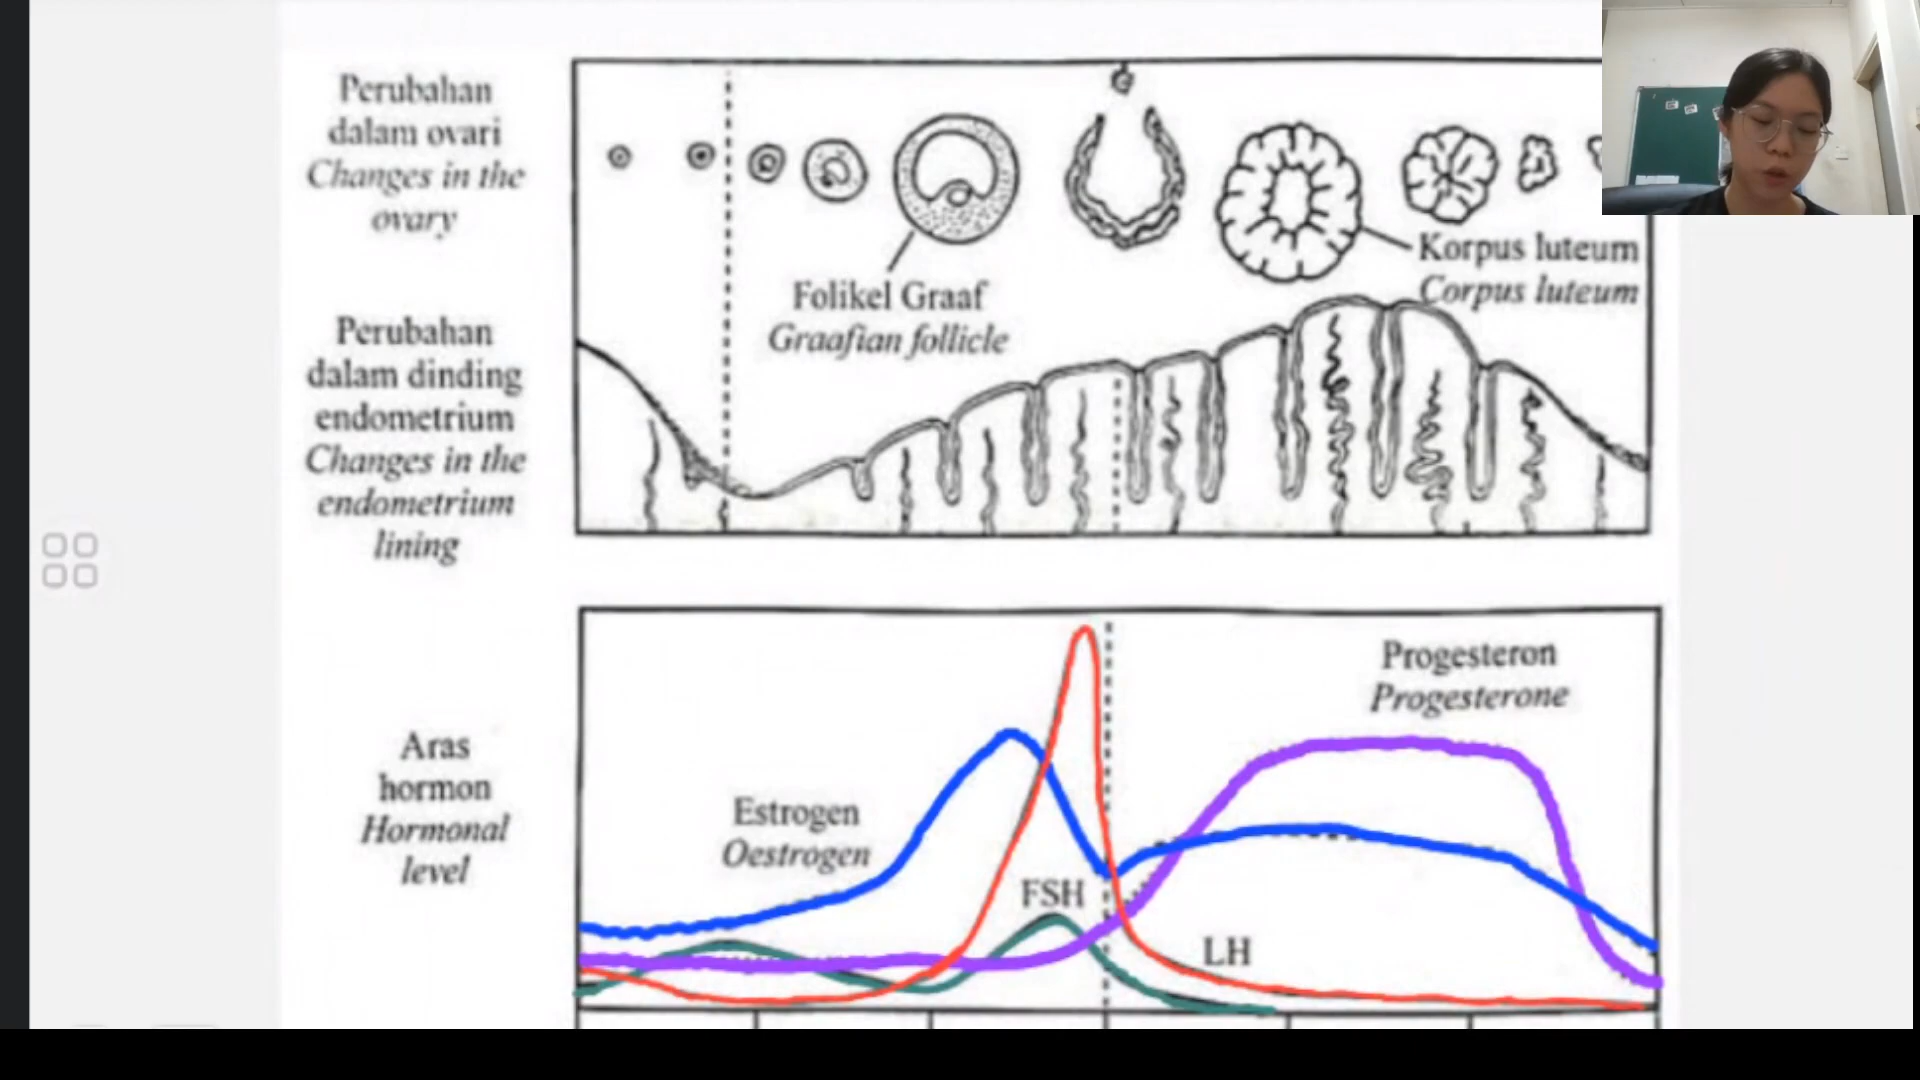 Perubahan
dalam ovari
Changes in the
ovary
Folikel Graaf
Graafian follicle
Korpus luteum
Corpus luteum
Perubahan
dalam dinding
endometrium
Changes in the
endometrium
lining
Aras
hormon
Hormonal
level
Estrogen
Oestrogen
FSH
LH
Progesteron
Progesterone